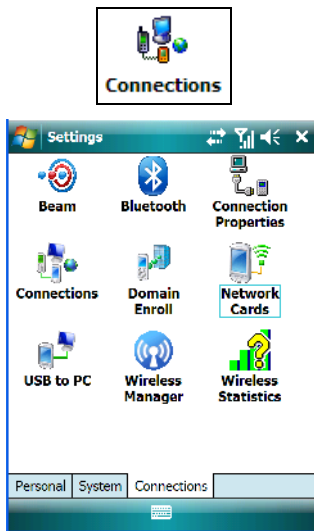 Connections
Settings
Beam
Bluetooth
Connection
Properties
Connections
Domain
Enroll
Network
Cards
USB to PC
Wireless
Manager
Wireless
Statistics
Personal System Connections